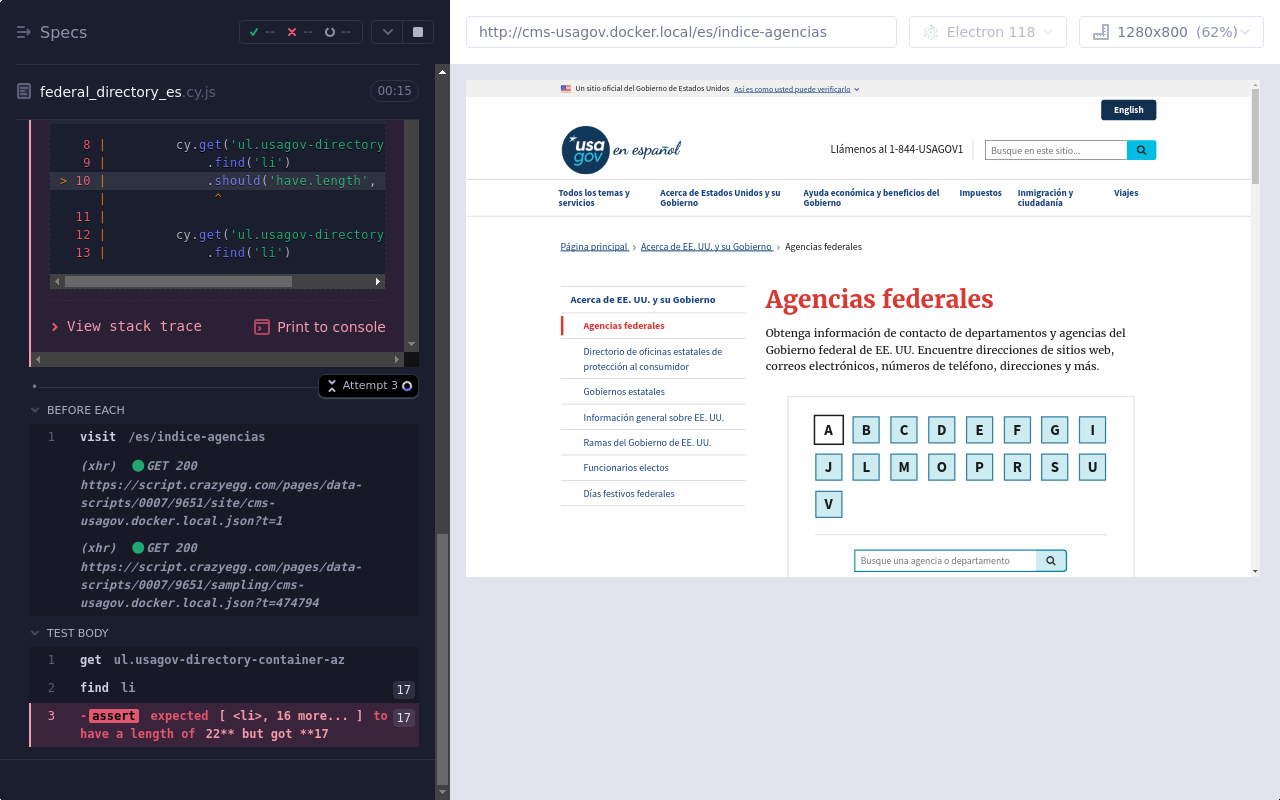 Specs
--
--
--
federal_directory_es.cy.js
00:15
8 | cy.get('ul.usagov-directory
9 | .find('li')
> 10 | .should('have.length',
| ^
11 |
12 | cy.get('ul.usagov-directory
13 | .find('li')
View stack trace
Print to console
Attempt 3
BEFORE EACH
1 visit /es/indice-agencias
(xhr) GET 200
https://script.crazyegg.com/pages/data-
scripts/0007/9651/site/cms-
usagov.docker.local.json?t=1
(xhr) GET 200
https://script.crazyegg.com/pages/data-
scripts/0007/9651/sampling/cms-
usagov.docker.local.json?t=474794
TEST BODY
1 get ul.usagov-directory-container-az
2 find li 17
3 -assert expected [ <li>, 16 more... ] to 17
have a length of 22** but got **17
http://cms-usagov.docker.local/es/indice-agencias
Electron 118
1280x800 (62%)
Un sitio oficial del Gobierno de Estados Unidos Así es como usted puede verificarlo
English
usa
gov
en español
Llámenos al 1-844-USAGOV1
Busque en este sitio...
Todos los temas y
servicios
Acerca de Estados Unidos y su
Gobierno
Ayuda económica y beneficios del
Gobierno
Impuestos
Inmigración y
ciudadanía
Viajes
Página principal › Acerca de EE. UU. y su Gobierno › Agencias federales
Acerca de EE. UU. y su Gobierno
Agencias federales
Directorio de oficinas estatales de
protección al consumidor
Gobiernos estatales
Información general sobre EE. UU.
Ramas del Gobierno de EE. UU.
Funcionarios electos
Días festivos federales
Agencias federales
Obtenga información de contacto de departamentos y agencias del
Gobierno federal de EE. UU. Encuentre direcciones de sitios web,
correos electrónicos, números de teléfono, direcciones y más.
A B C D E F G I
J L M O P R S U
V
Busque una agencia o departamento